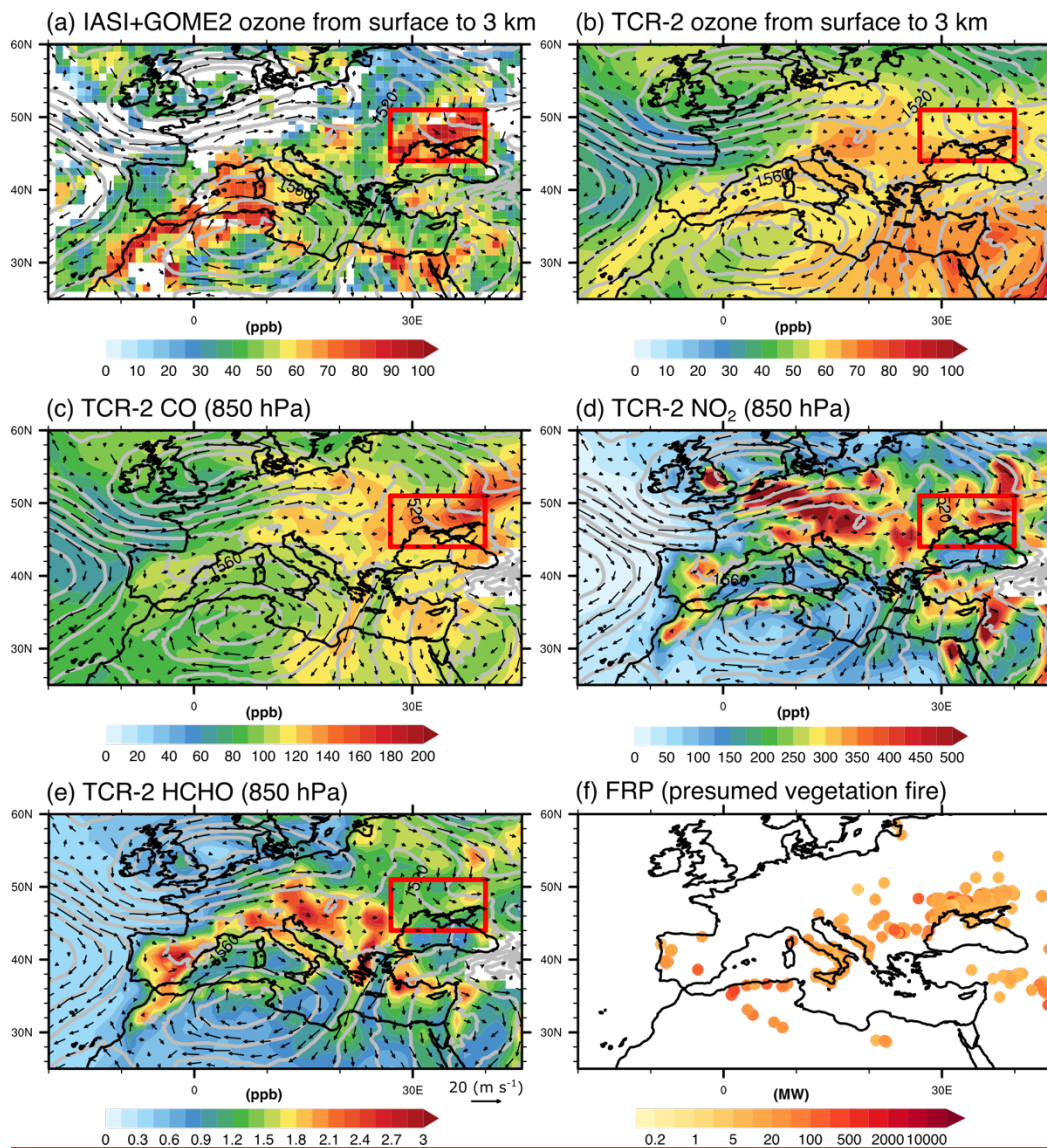 (a) IASI+GOME2 ozone from surface to 3 km
(b) TCR-2 ozone from surface to 3 km
60N
50N
40N
30N
1520
1560
0
30E
(ppb)
0 10 20 30 40 50 60 70 80 90 100
60N
50N
40N
30N
1520
1560
0
30E
(ppb)
0 10 20 30 40 50 60 70 80 90 100
(c) TCR-2 CO (850 hPa)
(d) TCR-2 NO₂ (850 hPa)
60N
50N
40N
30N
520
1560
0
30E
(ppb)
0 20 40 60 80 100 120 140 160 180 200
60N
50N
40N
30N
520
1560
0
30E
(ppt)
0 50 100 150 200 250 300 350 400 450 500
(e) TCR-2 HCHO (850 hPa)
(f) FRP (presumed vegetation fire)
60N
50N
40N
30N
1520
1560
0
30E
(ppb)
20 (m s⁻¹)
0 0.3 0.6 0.9 1.2 1.5 1.8 2.1 2.4 2.7 3
60N
50N
40N
30N
0
30E
(MW)
0.2 1 5 20 100 500 2000 10000